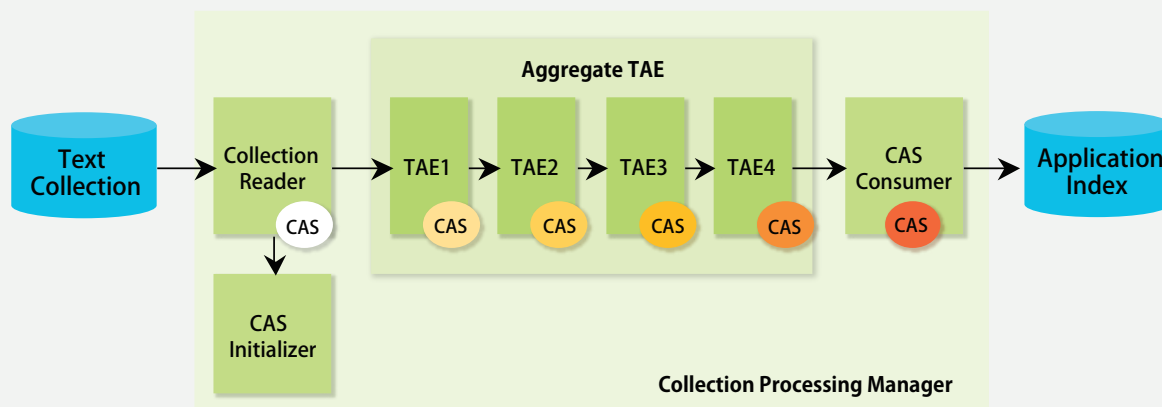 Aggregate TAE
Text
Collection
Collection
Reader
CAS
TAE1
CAS
TAE2
CAS
TAE3
CAS
TAE4
CAS
CAS
Consumer
CAS
Application
Index
CAS
Initializer
Collection Processing Manager